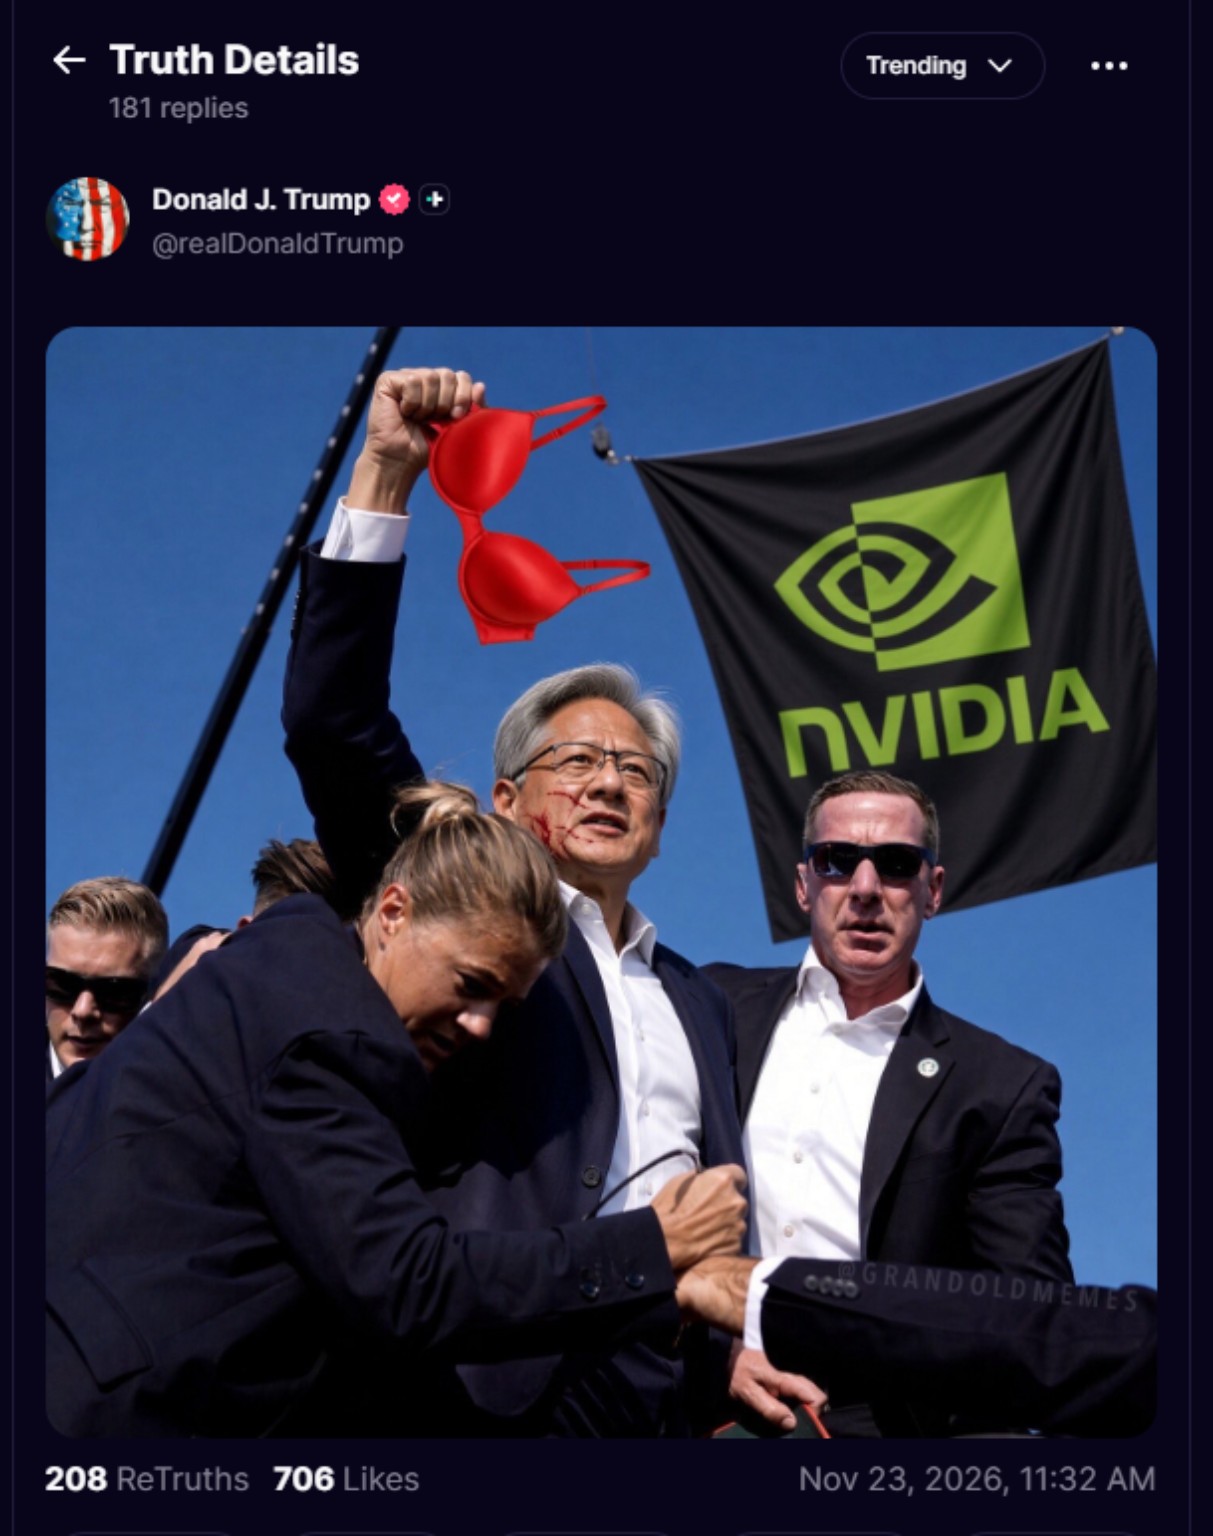 Truth Details
Trending
181 replies
Donald J. Trump
@realDonaldTrump
NVIDIA
@GRANDOLDMEMES
208 ReTruths 706 Likes
Nov 23, 2026, 11:32 AM